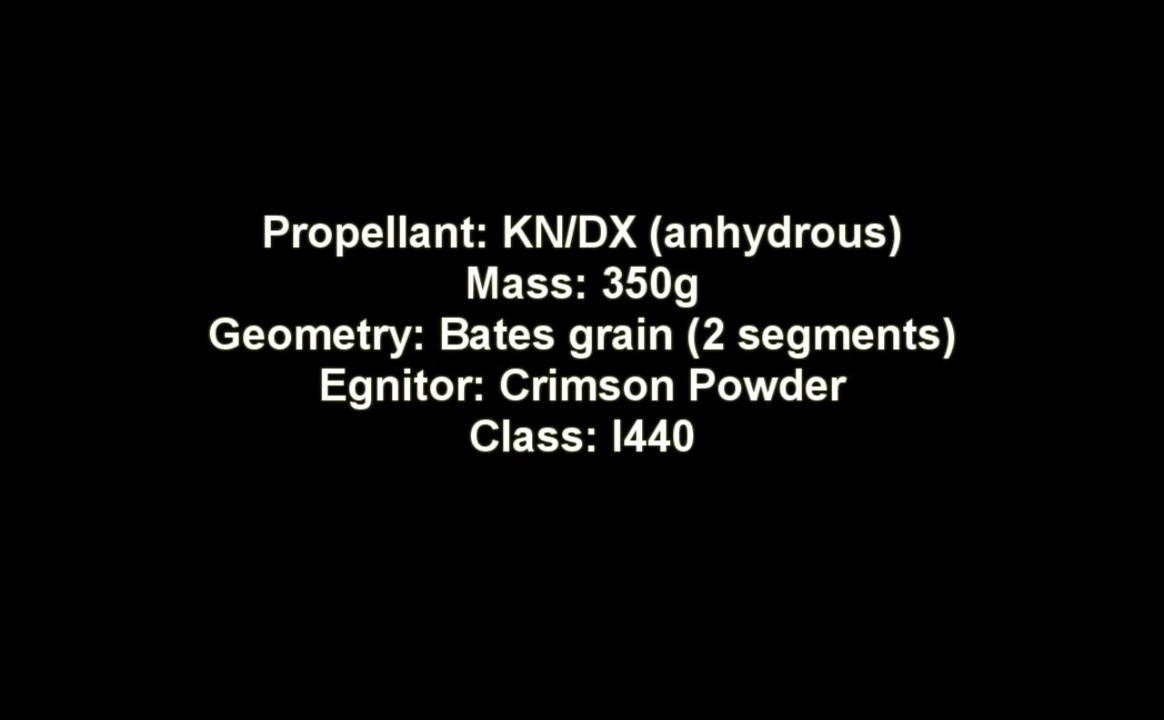 Propellant: KN/DX (anhydrous)
Mass: 350g
Geometry: Bates grain (2 segments)
Egnitor: Crimson Powder
Class: I440